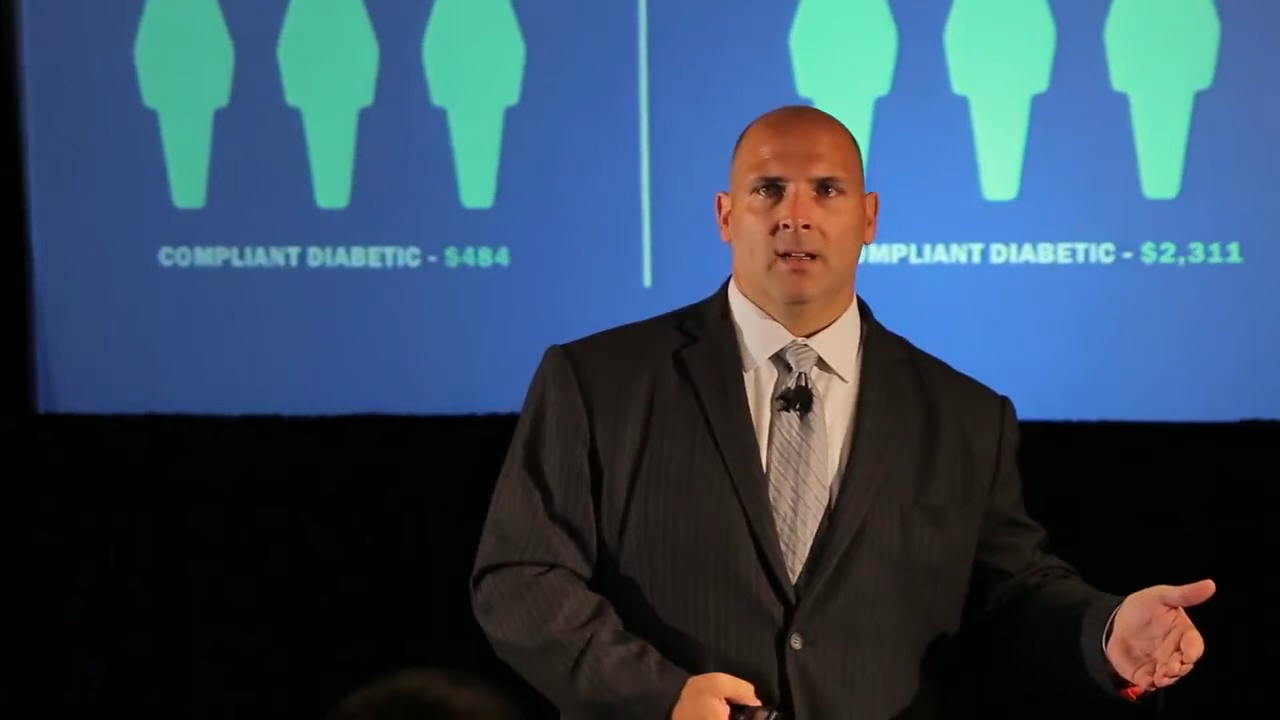 COMPLIANT DIABETIC - $484
MPLIANT DIABETIC - $2,311